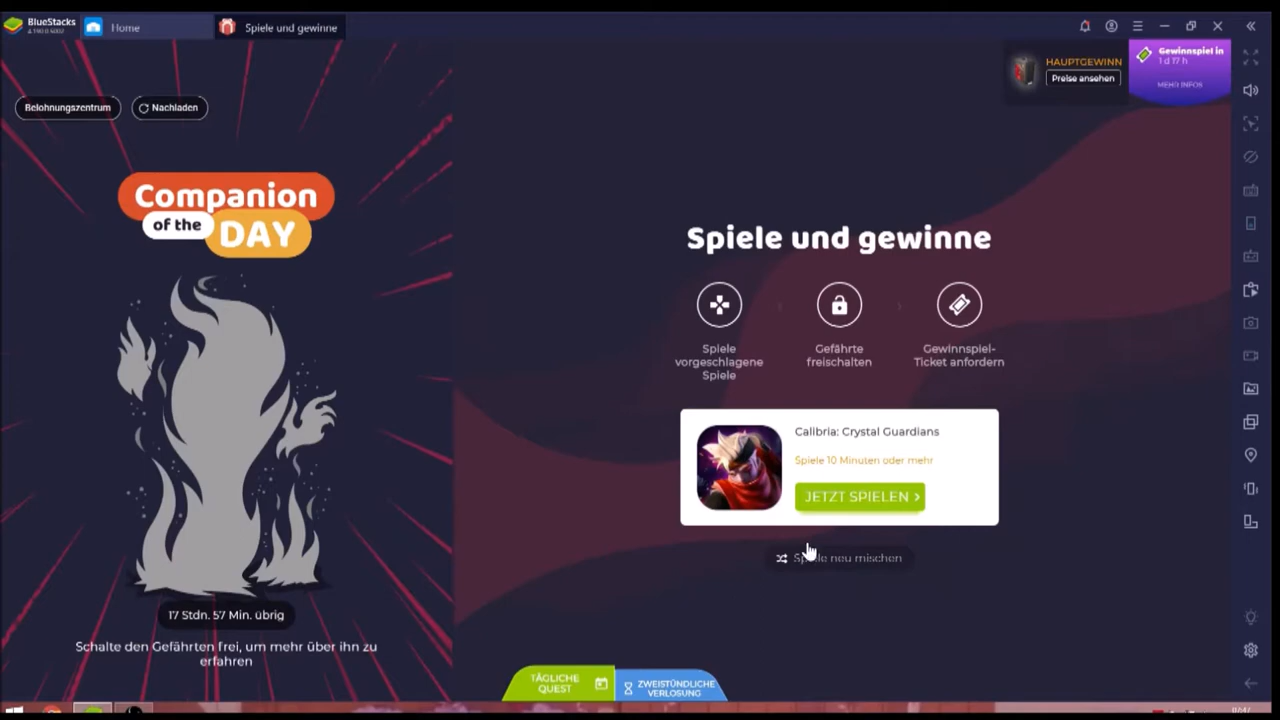 BlueStacks
Home
Spiele und gewinne
HAUPTGEWINN
Preise ansehen
Gewinnspiel in
1 d 17 h
MEHR INFOS
Belohnungszentrum
Nachladen
Companion
of the
DAY
Spiele und gewinne
Spiele
vorgeschlagene
Spiele
Gefährte
freischalten
Gewinnspiel-
Ticket anfordern
Calibria: Crystal Guardians
Spiele 10 Minuten oder mehr
JETZT SPIELEN
Spiele neu mischen
17 Stdn. 57 Min. übrig
Schalte den Gefährten frei, um mehr über ihn zu
erfahren
TÄGLICHE
QUEST
ZWEISTÜNDLICHE
VERLOSUNG